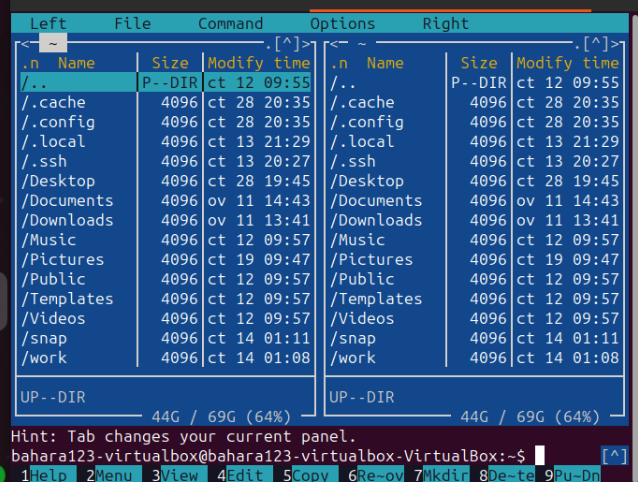 Left File Command Options Right
<─ ~ ─.[^]> <─ ~ ─.[^]>
.n Name Size Modify time .n Name Size Modify time
/.. P--DIR ct 12 09:55 /.. P--DIR ct 12 09:55
/.cache 4096 ct 28 20:35 /.cache 4096 ct 28 20:35
/.config 4096 ct 28 20:35 /.config 4096 ct 28 20:35
/.local 4096 ct 13 21:29 /.local 4096 ct 13 21:29
/.ssh 4096 ct 13 20:27 /.ssh 4096 ct 13 20:27
/Desktop 4096 ct 28 19:45 /Desktop 4096 ct 28 19:45
/Documents 4096 ov 11 14:43 /Documents 4096 ov 11 14:43
/Downloads 4096 ov 11 13:41 /Downloads 4096 ov 11 13:41
/Music 4096 ct 12 09:57 /Music 4096 ct 12 09:57
/Pictures 4096 ct 19 09:47 /Pictures 4096 ct 19 09:47
/Public 4096 ct 12 09:57 /Public 4096 ct 12 09:57
/Templates 4096 ct 12 09:57 /Templates 4096 ct 12 09:57
/Videos 4096 ct 12 09:57 /Videos 4096 ct 12 09:57
/snap 4096 ct 14 01:11 /snap 4096 ct 14 01:11
/work 4096 ct 14 01:08 /work 4096 ct 14 01:08
UP--DIR UP--DIR
44G / 69G (64%) 44G / 69G (64%)
Hint: Tab changes your current panel.
bahara123-virtualbox@bahara123-virtualbox-VirtualBox:~$ [^]
1Help 2Menu 3View 4Edit 5Copy 6Re~ov 7Mkdir 8De~te 9Pu~Dn